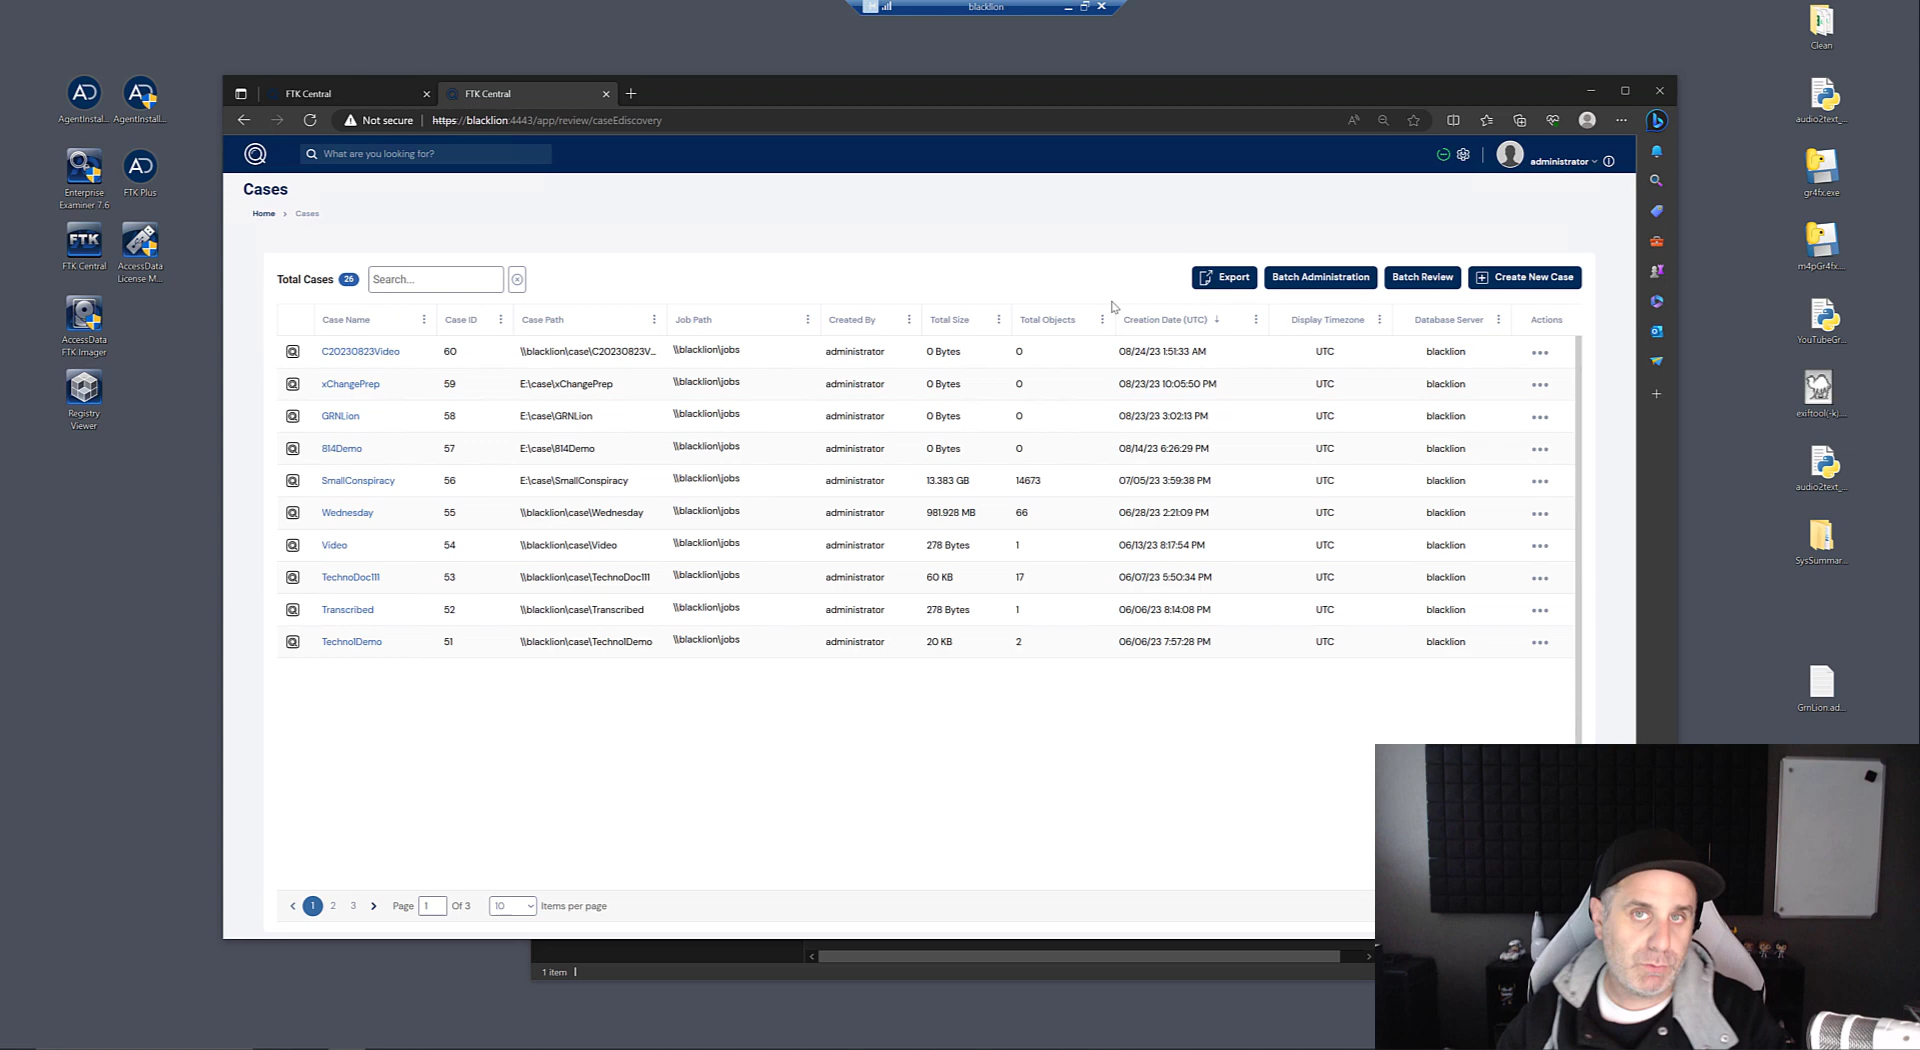 blacklion
Clean
FTK Central
FTK Central
AgentInstal...
AgentInstall...
audio2text_...
Not secure
https://blacklion:4443/app/review/caseEdiscovery
What are you looking for?
administrator
Cases
Enterprise
Examiner 7.6
FTK Plus
gr4fx.exe
Home > Cases
FTK
FTK Central
AccessData
License M...
m4pGr4fx....
Total Cases 26
Search...
Export
Batch Administration
Batch Review
Create New Case
Case Name Case ID Case Path Job Path Created By Total Size Total Objects Creation Date (UTC) Display Timezone Database Server Actions
C20230823Video 60 \\blacklion\case\C20230823V... \\blacklion\jobs administrator 0 Bytes 0 08/24/23 1:51:33 AM UTC blacklion
xChangePrep 59 E:\case\xChangePrep \\blacklion\jobs administrator 0 Bytes 0 08/23/23 10:05:50 PM UTC blacklion
GRNLion 58 E:\case\GRNLion \\blacklion\jobs administrator 0 Bytes 0 08/23/23 3:02:13 PM UTC blacklion
814Demo 57 E:\case\814Demo \\blacklion\jobs administrator 0 Bytes 0 08/14/23 6:26:29 PM UTC blacklion
SmallConspiracy 56 E:\case\SmallConspiracy \\blacklion\jobs administrator 13.383 GB 14673 07/05/23 3:59:38 PM UTC blacklion
Wednesday 55 \\blacklion\case\Wednesday \\blacklion\jobs administrator 981.928 MB 66 06/28/23 2:21:09 PM UTC blacklion
Video 54 \\blacklion\case\Video \\blacklion\jobs administrator 278 Bytes 1 06/13/23 8:17:54 PM UTC blacklion
TechnoDoc111 53 \\blacklion\case\TechnoDoc111 \\blacklion\jobs administrator 60 KB 17 06/07/23 5:50:34 PM UTC blacklion
Transcribed 52 \\blacklion\case\Transcribed \\blacklion\jobs administrator 278 Bytes 1 06/06/23 8:14:08 PM UTC blacklion
Techno1Demo 51 \\blacklion\case\Techno1Demo \\blacklion\jobs administrator 20 KB 2 06/06/23 7:57:28 PM UTC blacklion
AccessData
FTK Imager
YouTubeGr...
Registry
Viewer
exiftool(-k)....
audio2text_...
SysSummar...
GrnLion.ad...
1 2 3 Page 1 Of 3 10 Items per page
1 item